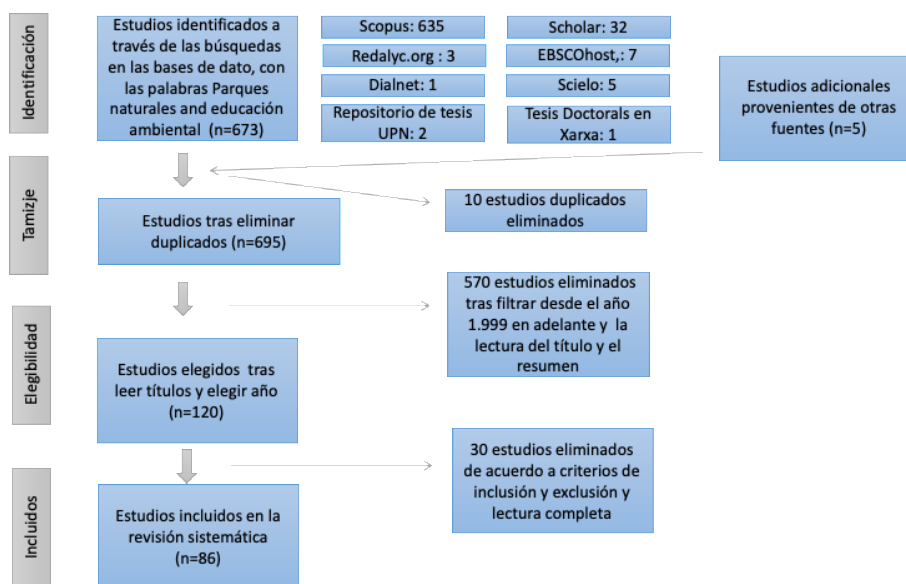 Identificación
Estudios identificados a
través de las búsquedas
en las bases de dato, con
las palabras Parques
naturales and educación
ambiental (n=673)
Scopus: 635
Scholar: 32
Redalyc.org : 3
EBSCOhost,: 7
Dialnet: 1
Scielo: 5
Repositorio de tesis
UPN: 2
Tesis Doctorals en
Xarxa: 1
Estudios adicionales
provenientes de otras
fuentes (n=5)
Tamizje
Estudios tras eliminar
duplicados (n=695)
10 estudios duplicados
eliminados
Elegibilidad
570 estudios eliminados
tras filtrar desde el año
1.999 en adelante y la
lectura del título y el
resumen
Estudios elegidos tras
leer títulos y elegir año
(n=120)
30 estudios eliminados
de acuerdo a criterios de
inclusión y exclusión y
lectura completa
Incluidos
Estudios incluidos en la
revisión sistemática
(n=86)